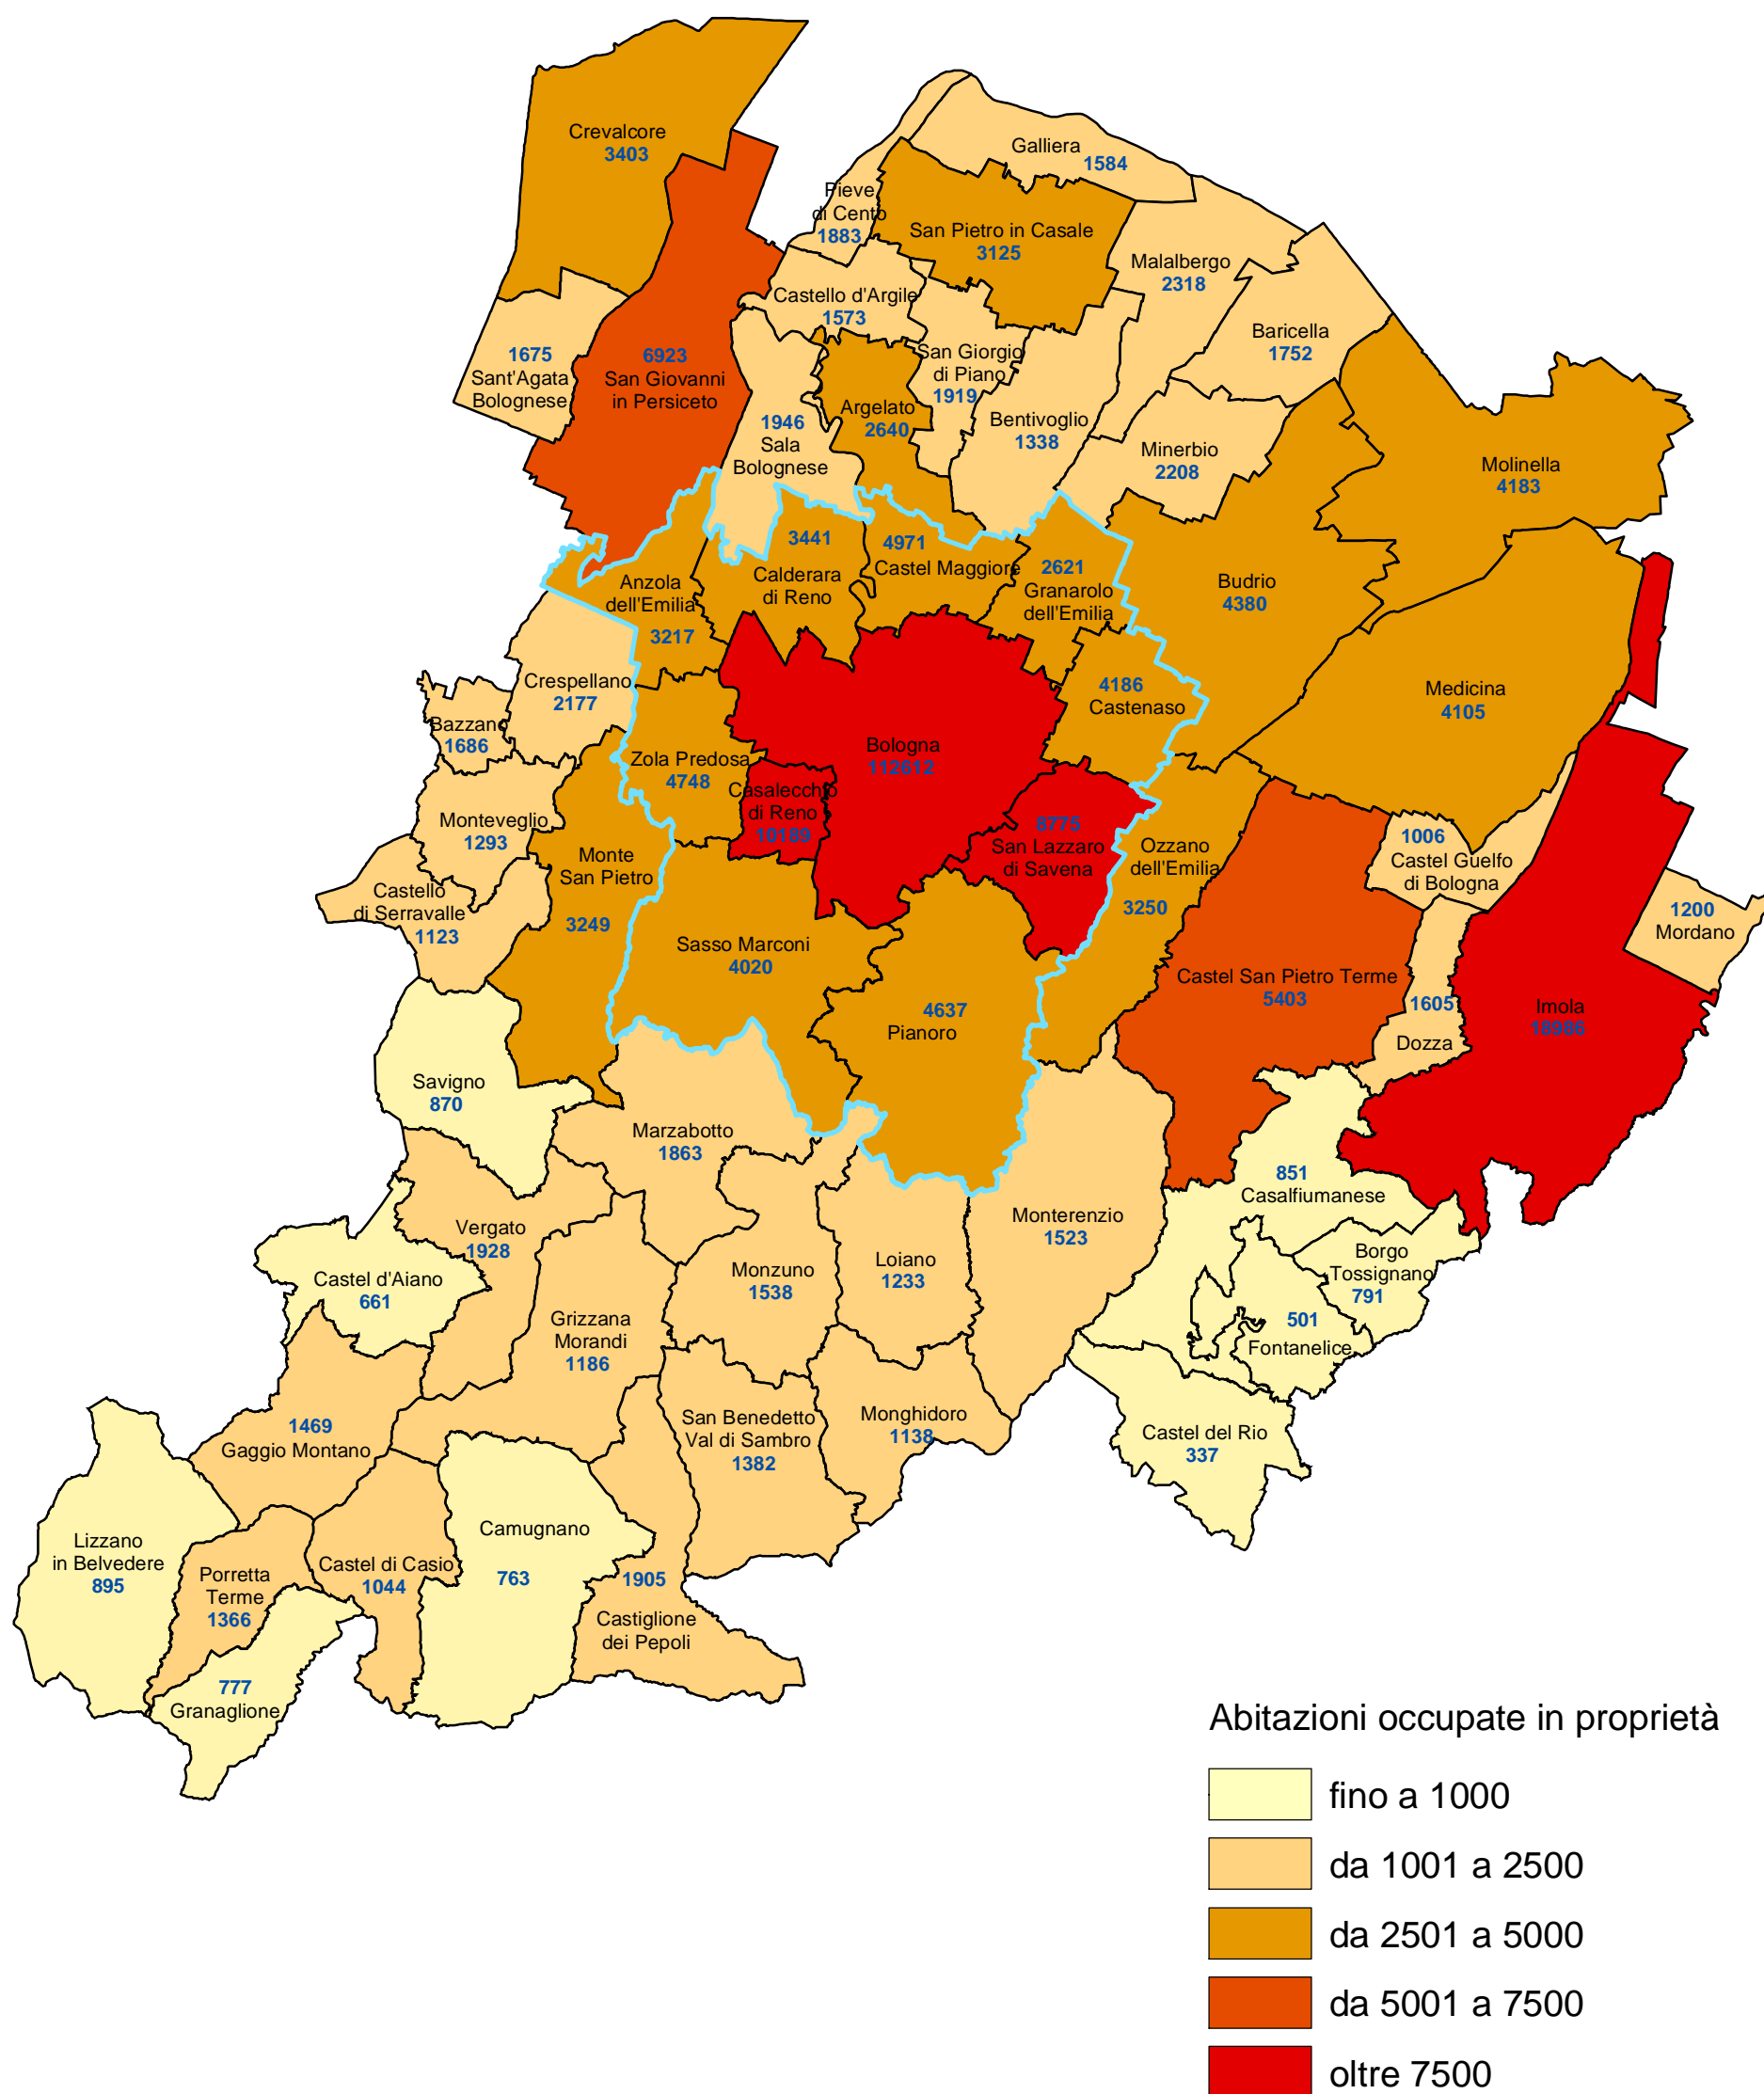 Crevalcore
3403
Galliera
1584
Pieve
di Cento
1883
San Pietro in Casale
3125
Malalbergo
2318
Castello d'Argile
1573
Baricella
1752
1675
Sant'Agata
Bolognese
6923
San Giovanni
in Persiceto
San Giorgio
di Piano
1919
Argelato
2640
1946
Sala
Bolognese
Bentivoglio
1338
Minerbio
2208
Molinella
4183
3441
Calderara
di Reno
4971
Castel Maggiore
2621
Granarolo
dell'Emilia
Budrio
4380
Anzola
dell'Emilia
3217
Crespellano
2177
4186
Castenaso
Medicina
4105
Bazzano
1686
Zola Predosa
4748
Bologna
112612
Casalecchio
di Reno
10189
Monteveglio
1293
8775
San Lazzaro
di Savena
Ozzano
dell'Emilia
3250
1006
Castel Guelfo
di Bologna
Monte
San Pietro
3249
Castello
di Serravalle
1123
1200
Mordano
Sasso Marconi
4020
Castel San Pietro Terme
5403
4637
Pianoro
1605
Dozza
Imola
18986
Savigno
870
Marzabotto
1863
851
Casalfiumanese
Vergato
1928
Monterenzio
1523
Castel d'Aiano
661
Monzuno
1538
Loiano
1233
Borgo
Tossignano
791
Grizzana
Morandi
1186
501
Fontanelice
1469
Gaggio Montano
San Benedetto
Val di Sambro
1382
Monghidoro
1138
Castel del Rio
337
Lizzano
in Belvedere
895
Porretta
Terme
1366
Castel di Casio
1044
Camugnano
763
1905
Castiglione
dei Pepoli
777
Granaglione
Abitazioni occupate in proprietà
fino a 1000
da 1001 a 2500
da 2501 a 5000
da 5001 a 7500
oltre 7500